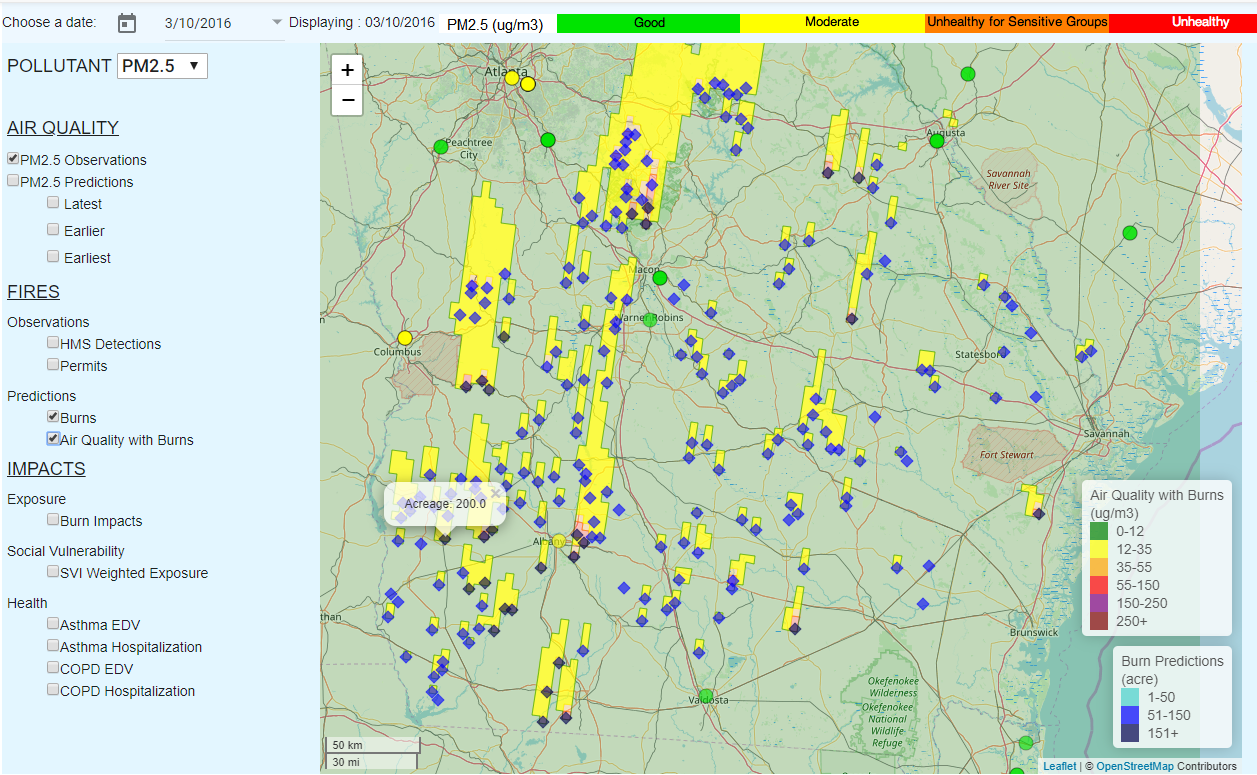 Choose a date:
3/10/2016
Displaying : 03/10/2016
PM2.5 (ug/m3)
Good
Moderate
Unhealthy for Sensitive Groups
Unhealthy
POLLUTANT
PM2.5
AIR QUALITY
PM2.5 Observations
PM2.5 Predictions
Latest
Earlier
Earliest
FIRES
Observations
HMS Detections
Permits
Predictions
Burns
Air Quality with Burns
IMPACTS
Exposure
Burn Impacts
Social Vulnerability
SVI Weighted Exposure
Health
Asthma EDV
Asthma Hospitalization
COPD EDV
COPD Hospitalization
+
−
Atlanta
Peachtree
City
Augusta
Savannah
River Site
Macon
Warner Robins
Columbus
Statesboro
Savannah
Fort Stewart
Acreage: 200.0
×
Albany
than
Brunswick
Valdosta
Okefenokee
Wilderness
Okefenokee
National
Wildlife
Refuge
Air Quality with Burns
(ug/m3)
0-12
12-35
35-55
55-150
150-250
250+
Burn Predictions
(acre)
1-50
51-150
151+
50 km
30 mi
Leaflet | © OpenStreetMap Contributors